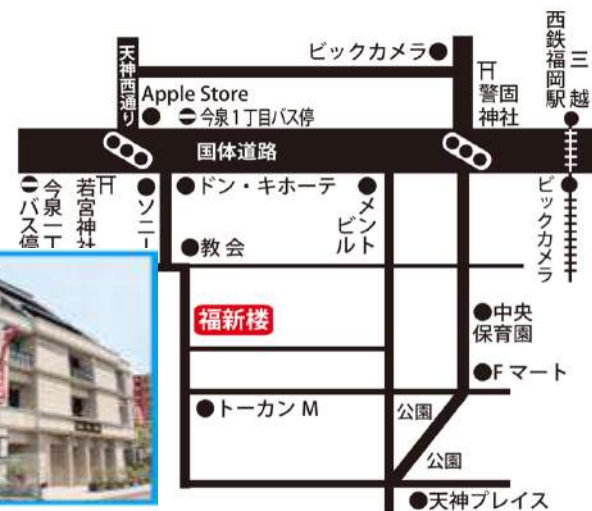 ビックカメラ
西鉄福岡駅
三越
天神西通り
警固
神社
Apple Store
今泉1丁目バス停
国体道路
今泉一丁
バス停
若宮神社
ソニー
ドン・キホーテ
メント
ビル
ビックカメラ
教会
福新楼
中央
保育園
Fマート
トーカンM
公園
公園
天神プレイス